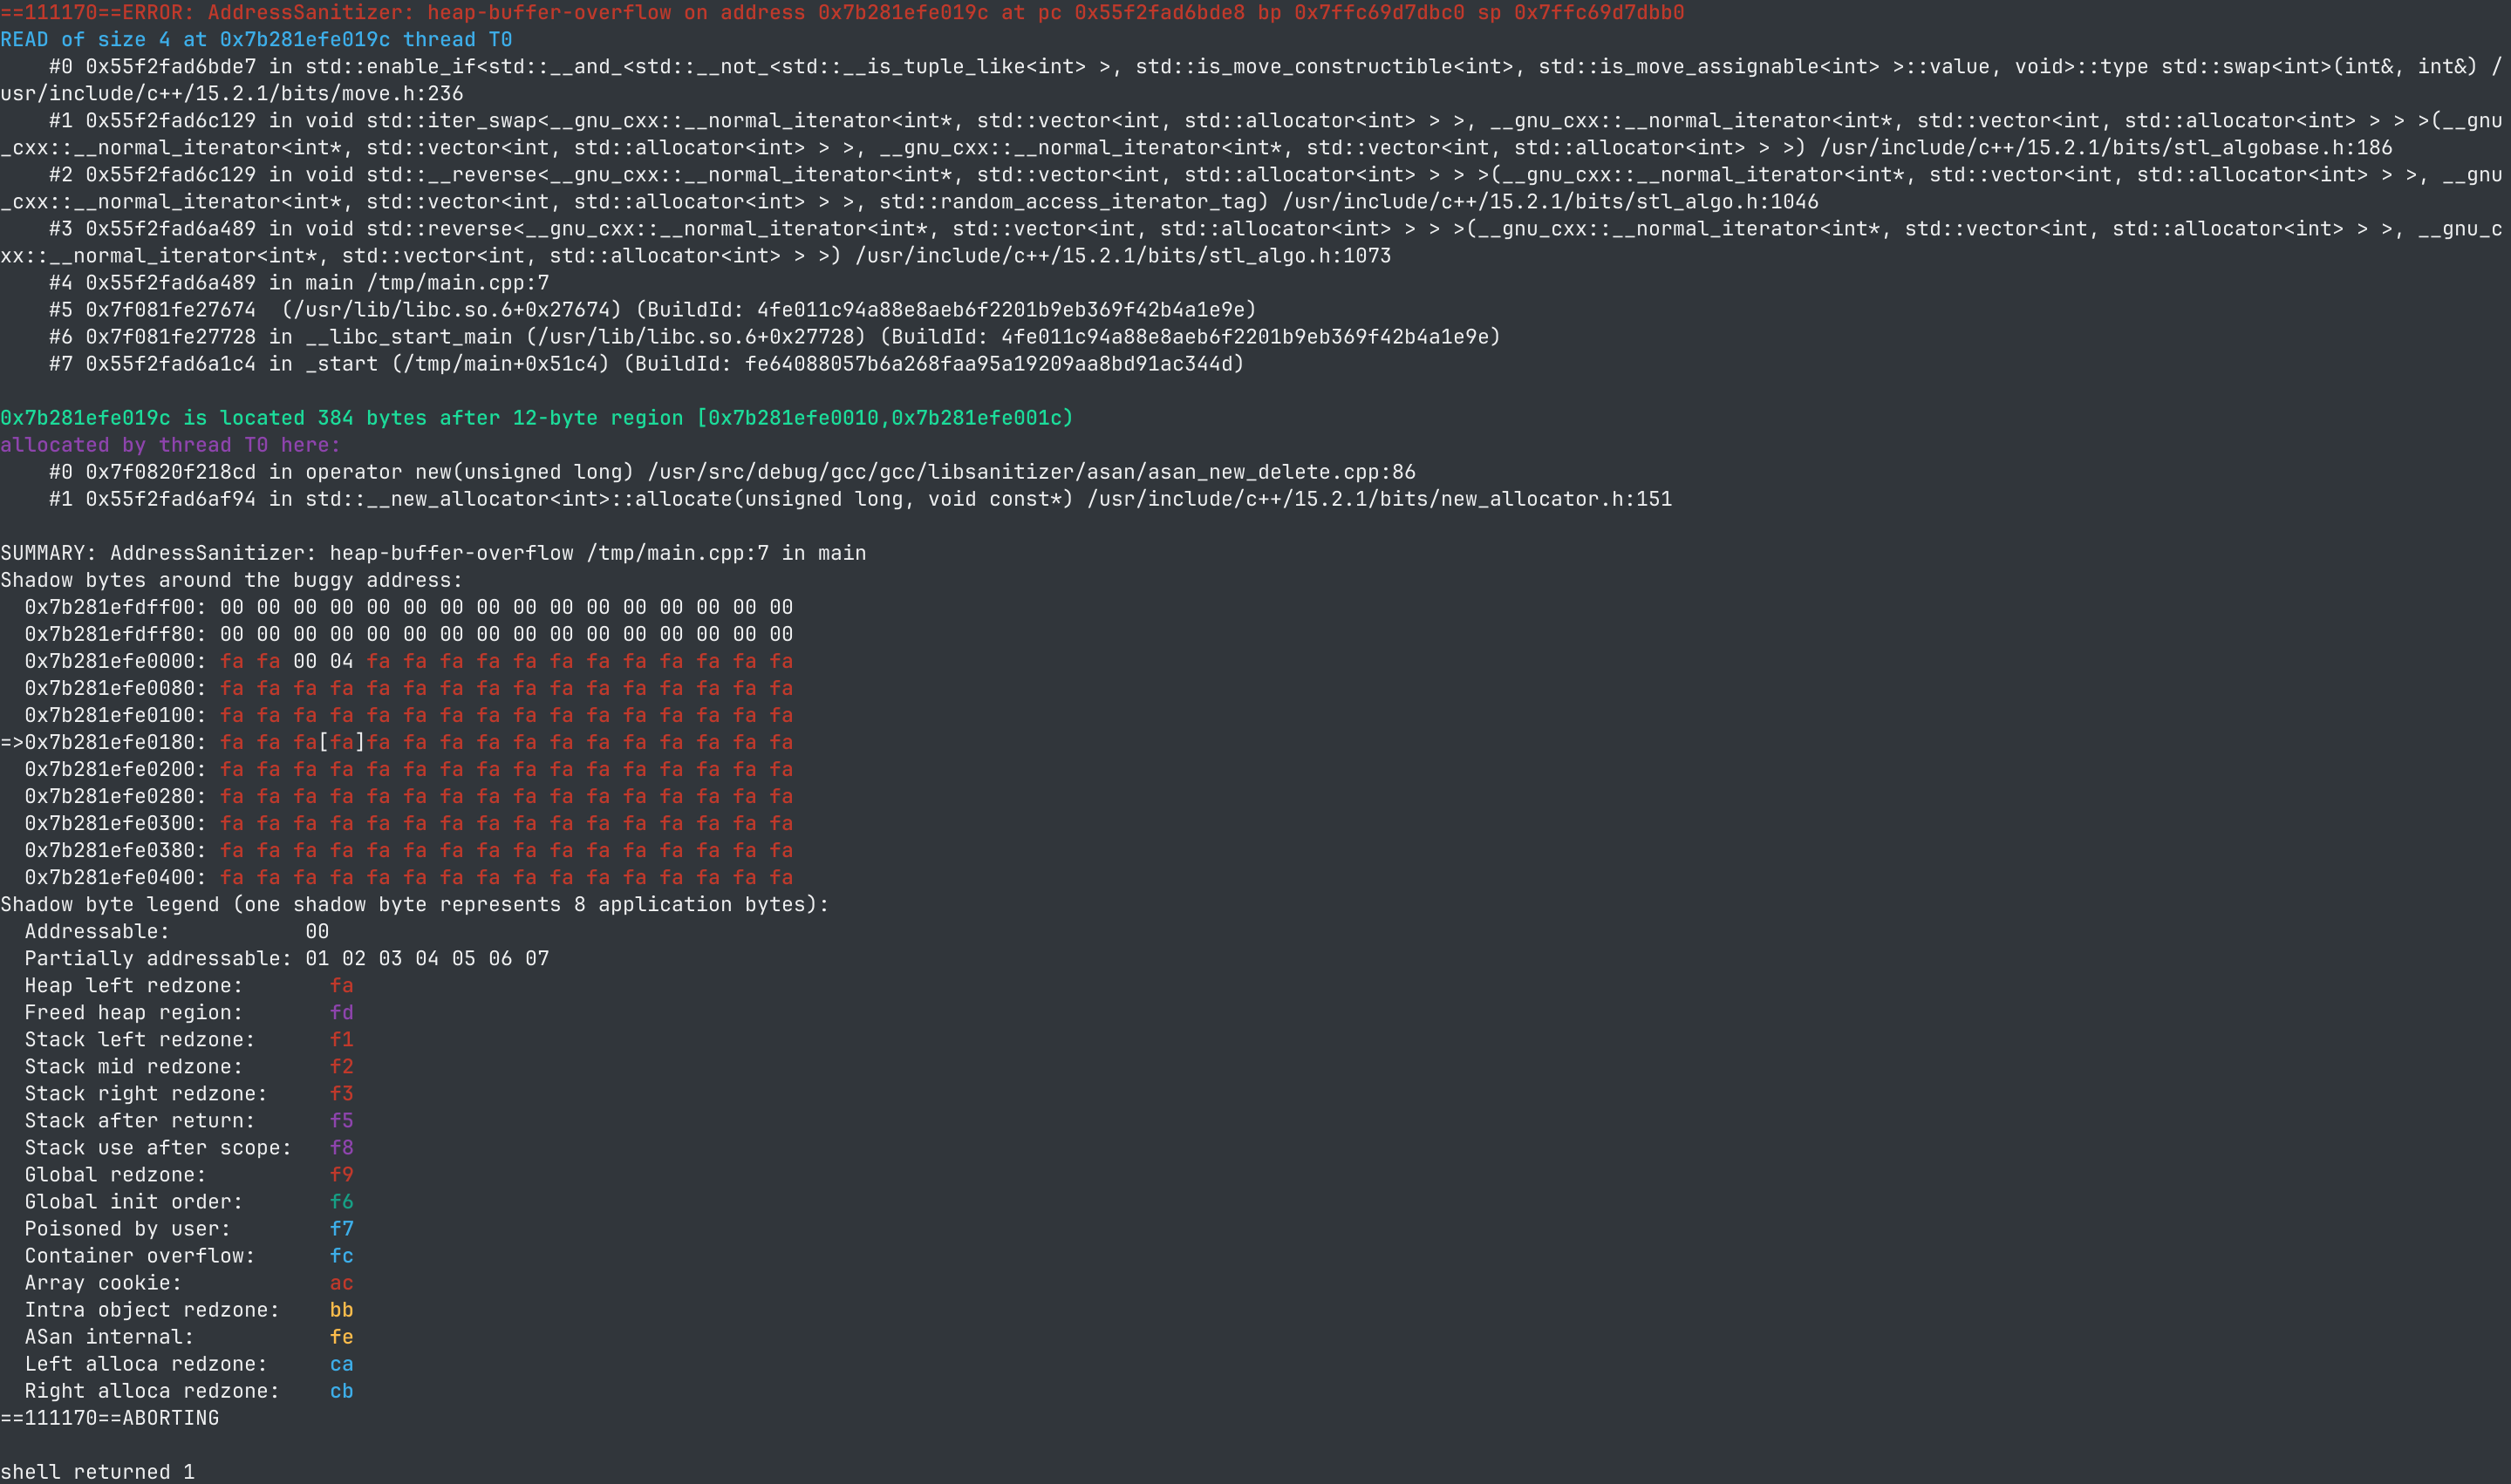 ==111170==ERROR: AddressSanitizer: heap-buffer-overflow on address 0x7b281efe019c at pc 0x55f2fad6bde8 bp 0x7ffc69d7dbc0 sp 0x7ffc69d7dbb0
READ of size 4 at 0x7b281efe019c thread T0
    #0 0x55f2fad6bde7 in std::enable_if<std::__and_<std::__not_<std::__is_tuple_like<int> >, std::is_move_constructible<int>, std::is_move_assignable<int> >::value, void>::type std::swap<int>(int&, int&) /
usr/include/c++/15.2.1/bits/move.h:236
    #1 0x55f2fad6c129 in void std::iter_swap<__gnu_cxx::__normal_iterator<int*, std::vector<int, std::allocator<int> > >, __gnu_cxx::__normal_iterator<int*, std::vector<int, std::allocator<int> > > >(__gnu
_cxx::__normal_iterator<int*, std::vector<int, std::allocator<int> > >, __gnu_cxx::__normal_iterator<int*, std::vector<int, std::allocator<int> > >) /usr/include/c++/15.2.1/bits/stl_algobase.h:186
    #2 0x55f2fad6c129 in void std::__reverse<__gnu_cxx::__normal_iterator<int*, std::vector<int, std::allocator<int> > > >(__gnu_cxx::__normal_iterator<int*, std::vector<int, std::allocator<int> > >, __gnu
_cxx::__normal_iterator<int*, std::vector<int, std::allocator<int> > >, std::random_access_iterator_tag) /usr/include/c++/15.2.1/bits/stl_algo.h:1046
    #3 0x55f2fad6a489 in void std::reverse<__gnu_cxx::__normal_iterator<int*, std::vector<int, std::allocator<int> > > >(__gnu_cxx::__normal_iterator<int*, std::vector<int, std::allocator<int> > >, __gnu_c
xx::__normal_iterator<int*, std::vector<int, std::allocator<int> > >) /usr/include/c++/15.2.1/bits/stl_algo.h:1073
    #4 0x55f2fad6a489 in main /tmp/main.cpp:7
    #5 0x7f081fe27674  (/usr/lib/libc.so.6+0x27674) (BuildId: 4fe011c94a88e8aeb6f2201b9eb369f42b4a1e9e)
    #6 0x7f081fe27728 in __libc_start_main (/usr/lib/libc.so.6+0x27728) (BuildId: 4fe011c94a88e8aeb6f2201b9eb369f42b4a1e9e)
    #7 0x55f2fad6a1c4 in _start (/tmp/main+0x51c4) (BuildId: fe64088057b6a268faa95a19209aa8bd91ac344d)

0x7b281efe019c is located 384 bytes after 12-byte region [0x7b281efe0010,0x7b281efe001c)
allocated by thread T0 here:
    #0 0x7f0820f218cd in operator new(unsigned long) /usr/src/debug/gcc/gcc/libsanitizer/asan/asan_new_delete.cpp:86
    #1 0x55f2fad6af94 in std::__new_allocator<int>::allocate(unsigned long, void const*) /usr/include/c++/15.2.1/bits/new_allocator.h:151

SUMMARY: AddressSanitizer: heap-buffer-overflow /tmp/main.cpp:7 in main
Shadow bytes around the buggy address:
  0x7b281efdff00: 00 00 00 00 00 00 00 00 00 00 00 00 00 00 00 00
  0x7b281efdff80: 00 00 00 00 00 00 00 00 00 00 00 00 00 00 00 00
  0x7b281efe0000: fa fa 00 04 fa fa fa fa fa fa fa fa fa fa fa fa
  0x7b281efe0080: fa fa fa fa fa fa fa fa fa fa fa fa fa fa fa fa
  0x7b281efe0100: fa fa fa fa fa fa fa fa fa fa fa fa fa fa fa fa
=>0x7b281efe0180: fa fa fa[fa]fa fa fa fa fa fa fa fa fa fa fa fa
  0x7b281efe0200: fa fa fa fa fa fa fa fa fa fa fa fa fa fa fa fa
  0x7b281efe0280: fa fa fa fa fa fa fa fa fa fa fa fa fa fa fa fa
  0x7b281efe0300: fa fa fa fa fa fa fa fa fa fa fa fa fa fa fa fa
  0x7b281efe0380: fa fa fa fa fa fa fa fa fa fa fa fa fa fa fa fa
  0x7b281efe0400: fa fa fa fa fa fa fa fa fa fa fa fa fa fa fa fa
Shadow byte legend (one shadow byte represents 8 application bytes):
  Addressable:           00
  Partially addressable: 01 02 03 04 05 06 07
  Heap left redzone:       fa
  Freed heap region:       fd
  Stack left redzone:      f1
  Stack mid redzone:       f2
  Stack right redzone:     f3
  Stack after return:      f5
  Stack use after scope:   f8
  Global redzone:          f9
  Global init order:       f6
  Poisoned by user:        f7
  Container overflow:      fc
  Array cookie:            ac
  Intra object redzone:    bb
  ASan internal:           fe
  Left alloca redzone:     ca
  Right alloca redzone:    cb
==111170==ABORTING

shell returned 1